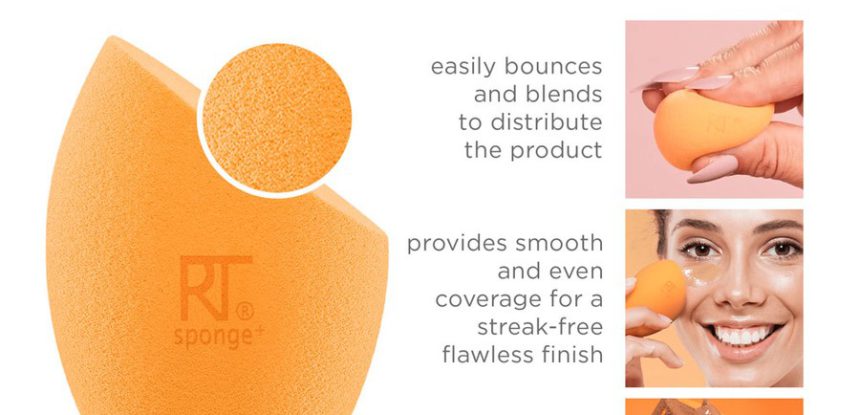 easily bounces
and blends
to distribute
the product
RT
provides smooth
and even
coverage for a
streak-free
flawless finish
RT®
sponge+